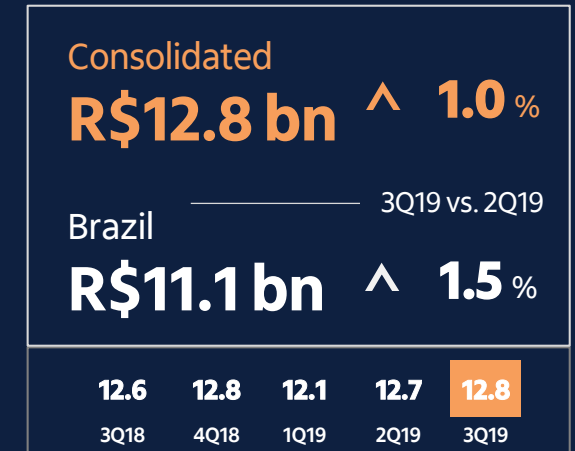 Consolidated
R$12.8 bn ^ 1.0 %
3Q19 vs. 2Q19
Brazil
R$11.1 bn ^ 1.5 %
12.6 12.8 12.1 12.7 12.8
3Q18 4Q18 1Q19 2Q19 3Q19